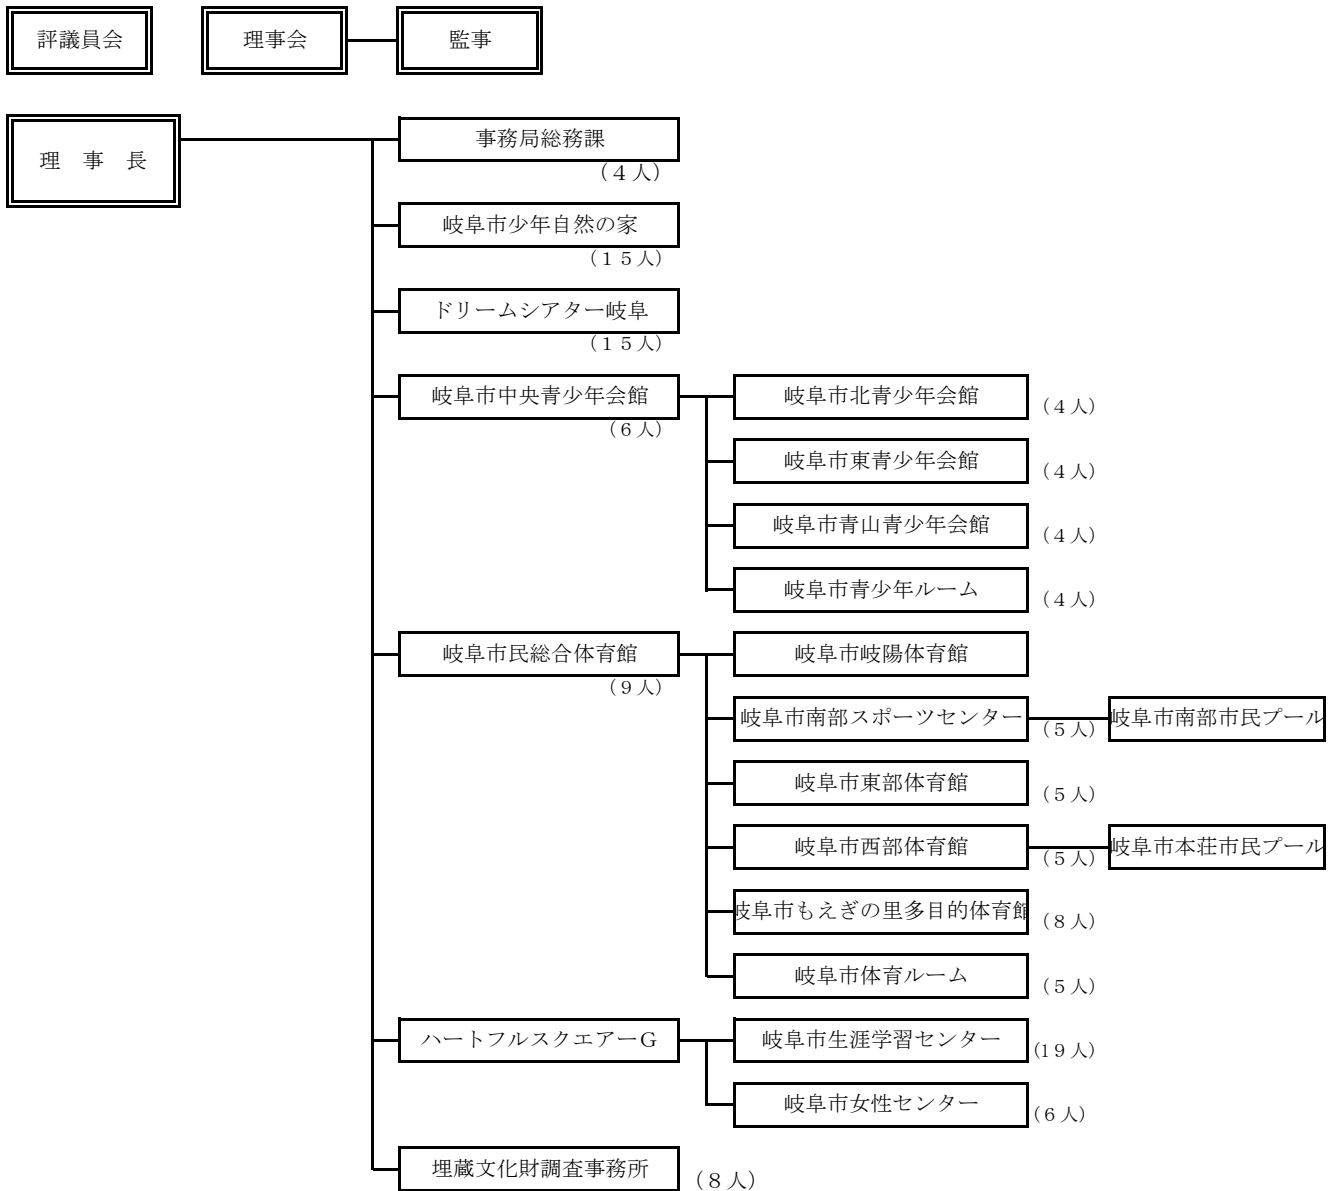 評議員会
理事会
監事
理 事 長
事務局総務課
（４人）
岐阜市少年自然の家
（１５人）
ドリームシアター岐阜
（１５人）
岐阜市中央青少年会館
（６人）
岐阜市北青少年会館
（４人）
岐阜市東青少年会館
（４人）
岐阜市青山青少年会館
（４人）
岐阜市青少年ルーム
（４人）
岐阜市民総合体育館
（９人）
岐阜市岐陽体育館
岐阜市南部スポーツセンター
（５人）
岐阜市南部市民プール
岐阜市東部体育館
（５人）
岐阜市西部体育館
（５人）
岐阜市本荘市民プール
岐阜市もえぎの里多目的体育館
（８人）
岐阜市体育ルーム
（５人）
ハートフルスクエアーＧ
岐阜市生涯学習センター
(1９人）
岐阜市女性センター
（６人）
埋蔵文化財調査事務所
（８人）